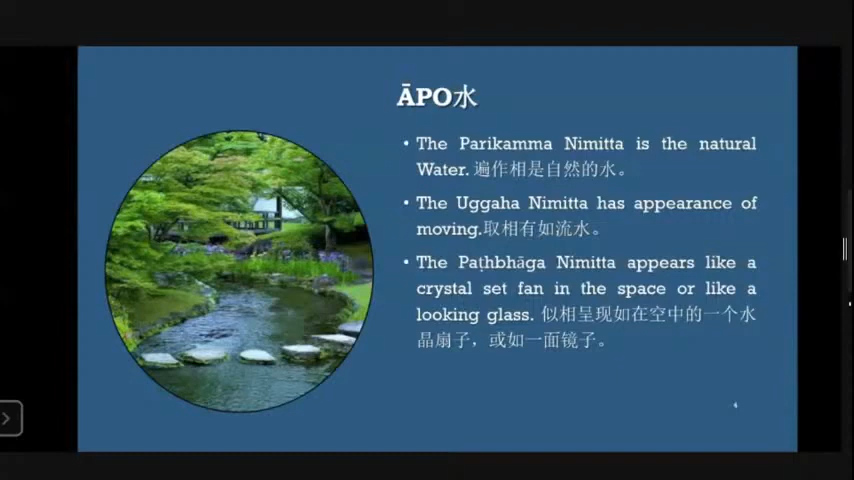 ĀPO水
• The Parikamma Nimitta is the natural
Water. 遍作相是自然的水。
• The Uggaha Nimitta has appearance of
moving.取相有如流水。
• The Paṭhbhāga Nimitta appears like a
crystal set fan in the space or like a
looking glass. 似相呈现如在空中的一个水
晶扇子，或如一面镜子。
4